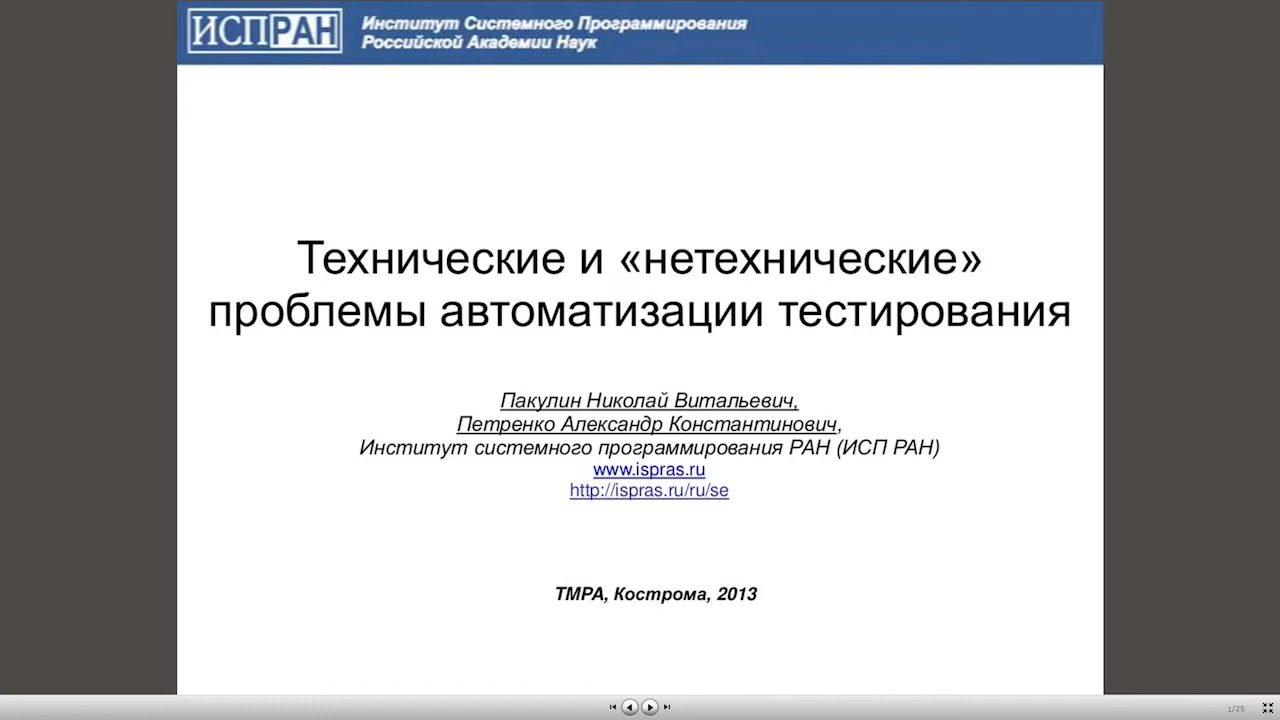 ИСПРАН
Институт Системного Программирования
Российской Академии Наук
Технические и «нетехнические»
проблемы автоматизации тестирования
Пакулин Николай Витальевич,
Петренко Александр Константинович,
Институт системного программирования РАН (ИСП РАН)
www.ispras.ru
http://ispras.ru/ru/se
ТМРА, Кострома, 2013
1/25